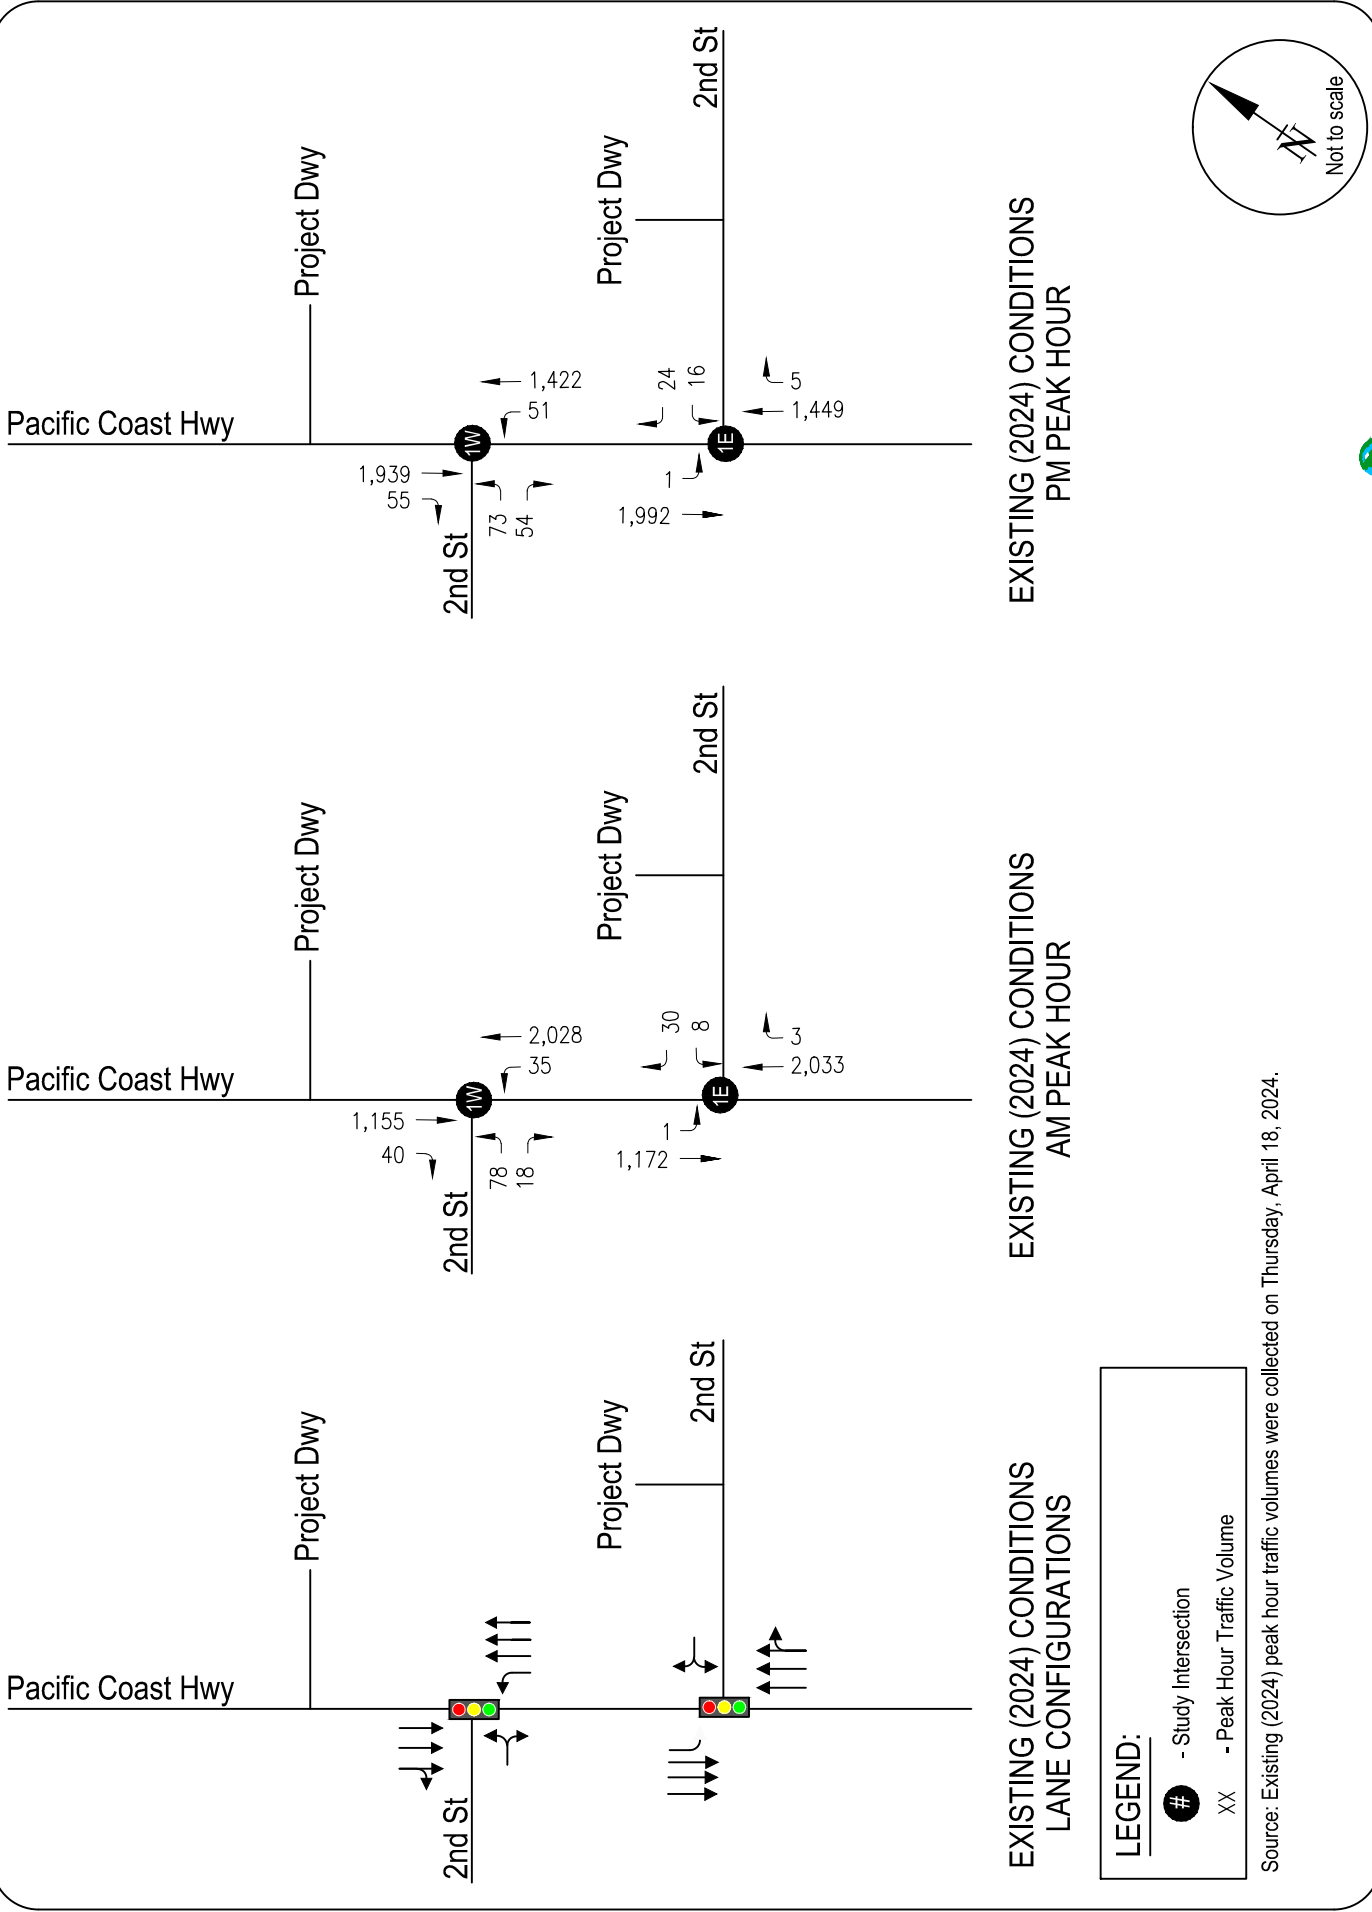 Pacific Coast Hwy
Project Dwy
2nd St
Project Dwy
2nd St
EXISTING (2024) CONDITIONS
LANE CONFIGURATIONS
Pacific Coast Hwy
Project Dwy
1,155
40
1W
2,028
35
2nd St
78
18
Project Dwy
30
8
2nd St
1
1,172
1E
3
2,033
EXISTING (2024) CONDITIONS
AM PEAK HOUR
Pacific Coast Hwy
Project Dwy
1,939
55
1W
1,422
51
2nd St
73
54
Project Dwy
24
16
2nd St
1
1,992
1E
5
1,449
EXISTING (2024) CONDITIONS
PM PEAK HOUR
LEGEND:
# - Study Intersection
XX - Peak Hour Traffic Volume
Source: Existing (2024) peak hour traffic volumes were collected on Thursday, April 18, 2024.
N
Not to scale